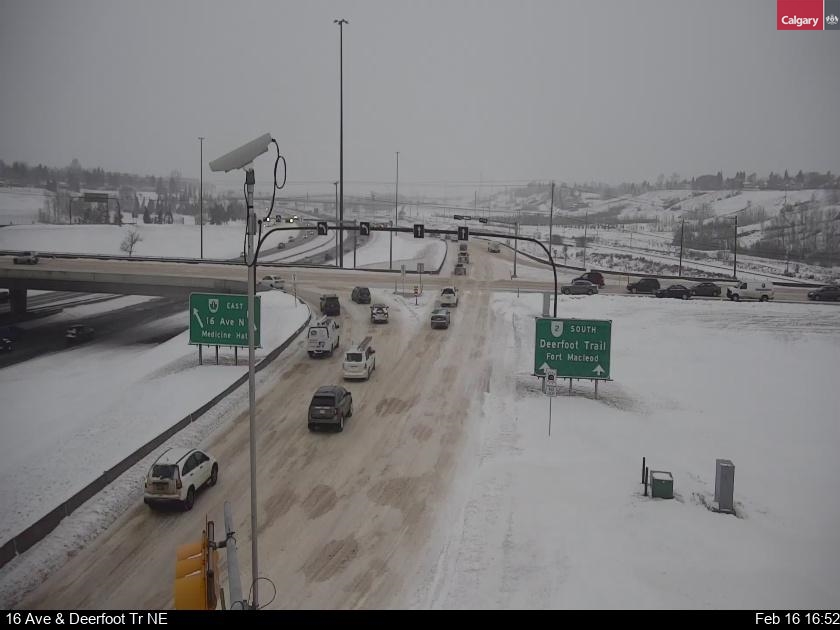 Calgary
EAST
16 Ave N
Medicine Hat
2 SOUTH
Deerfoot Trail
Fort Macleod
16 Ave & Deerfoot Tr NE
Feb 16 16:52